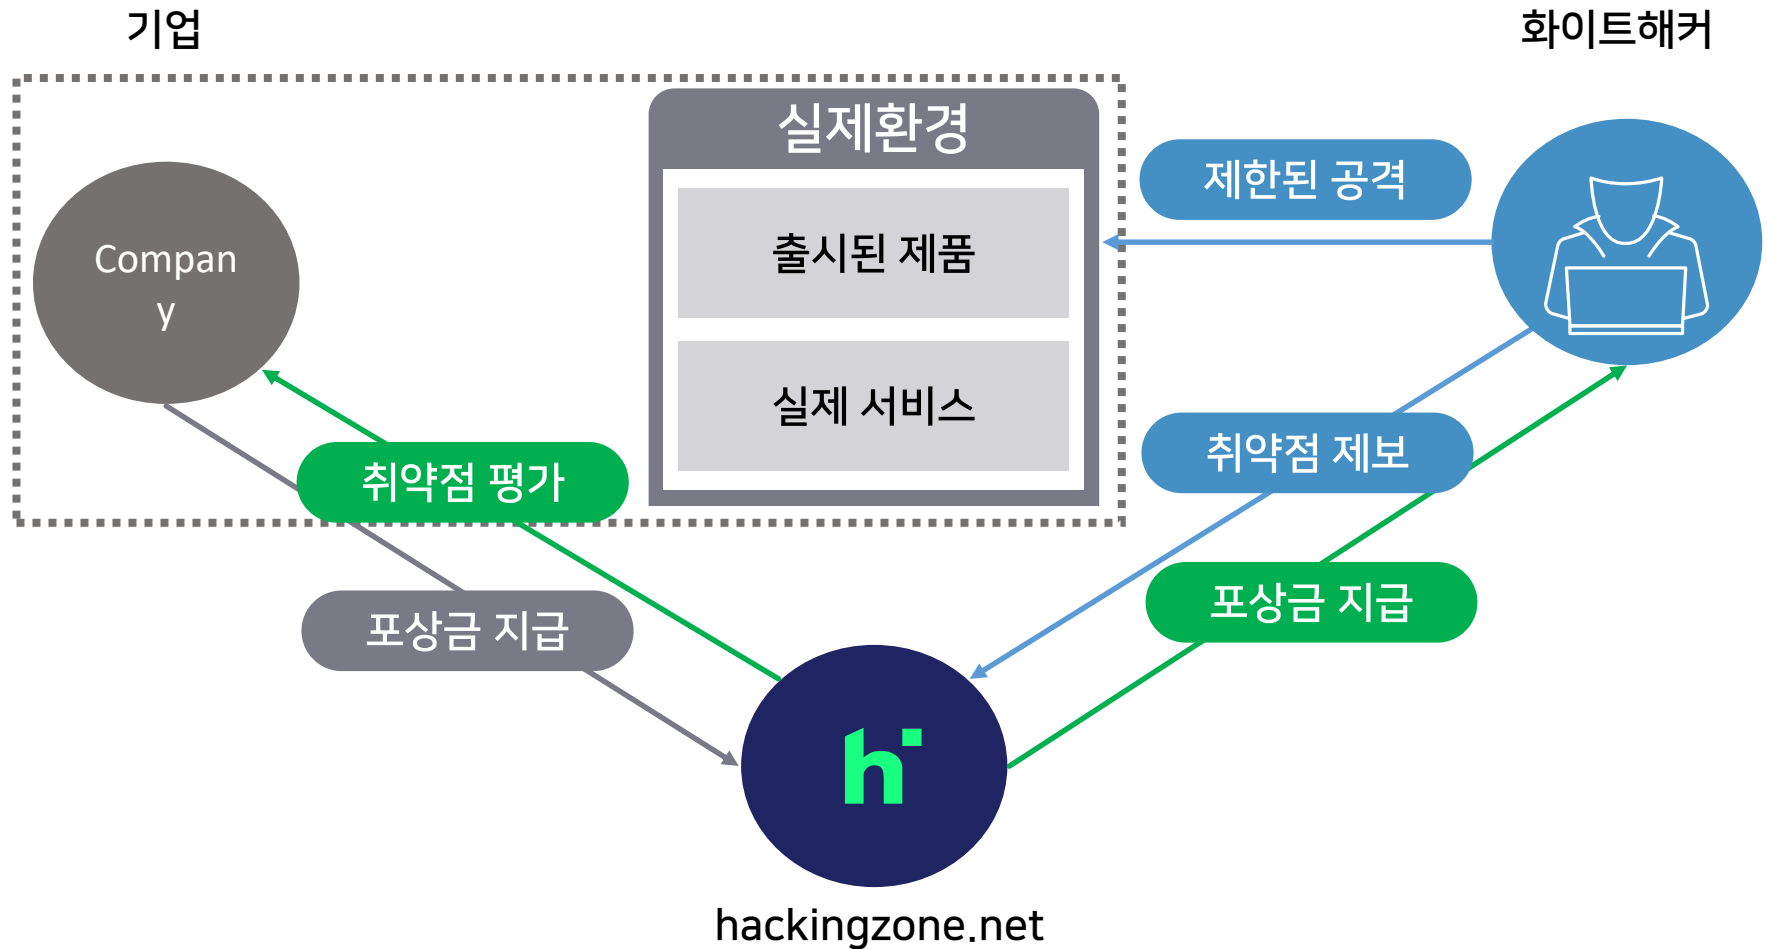 기업
화이트해커
실제환경
제한된 공격
출시된 제품
Compan
y
실제 서비스
취약점 제보
취약점 평가
포상금 지급
포상금 지급
h
hackingzone.net